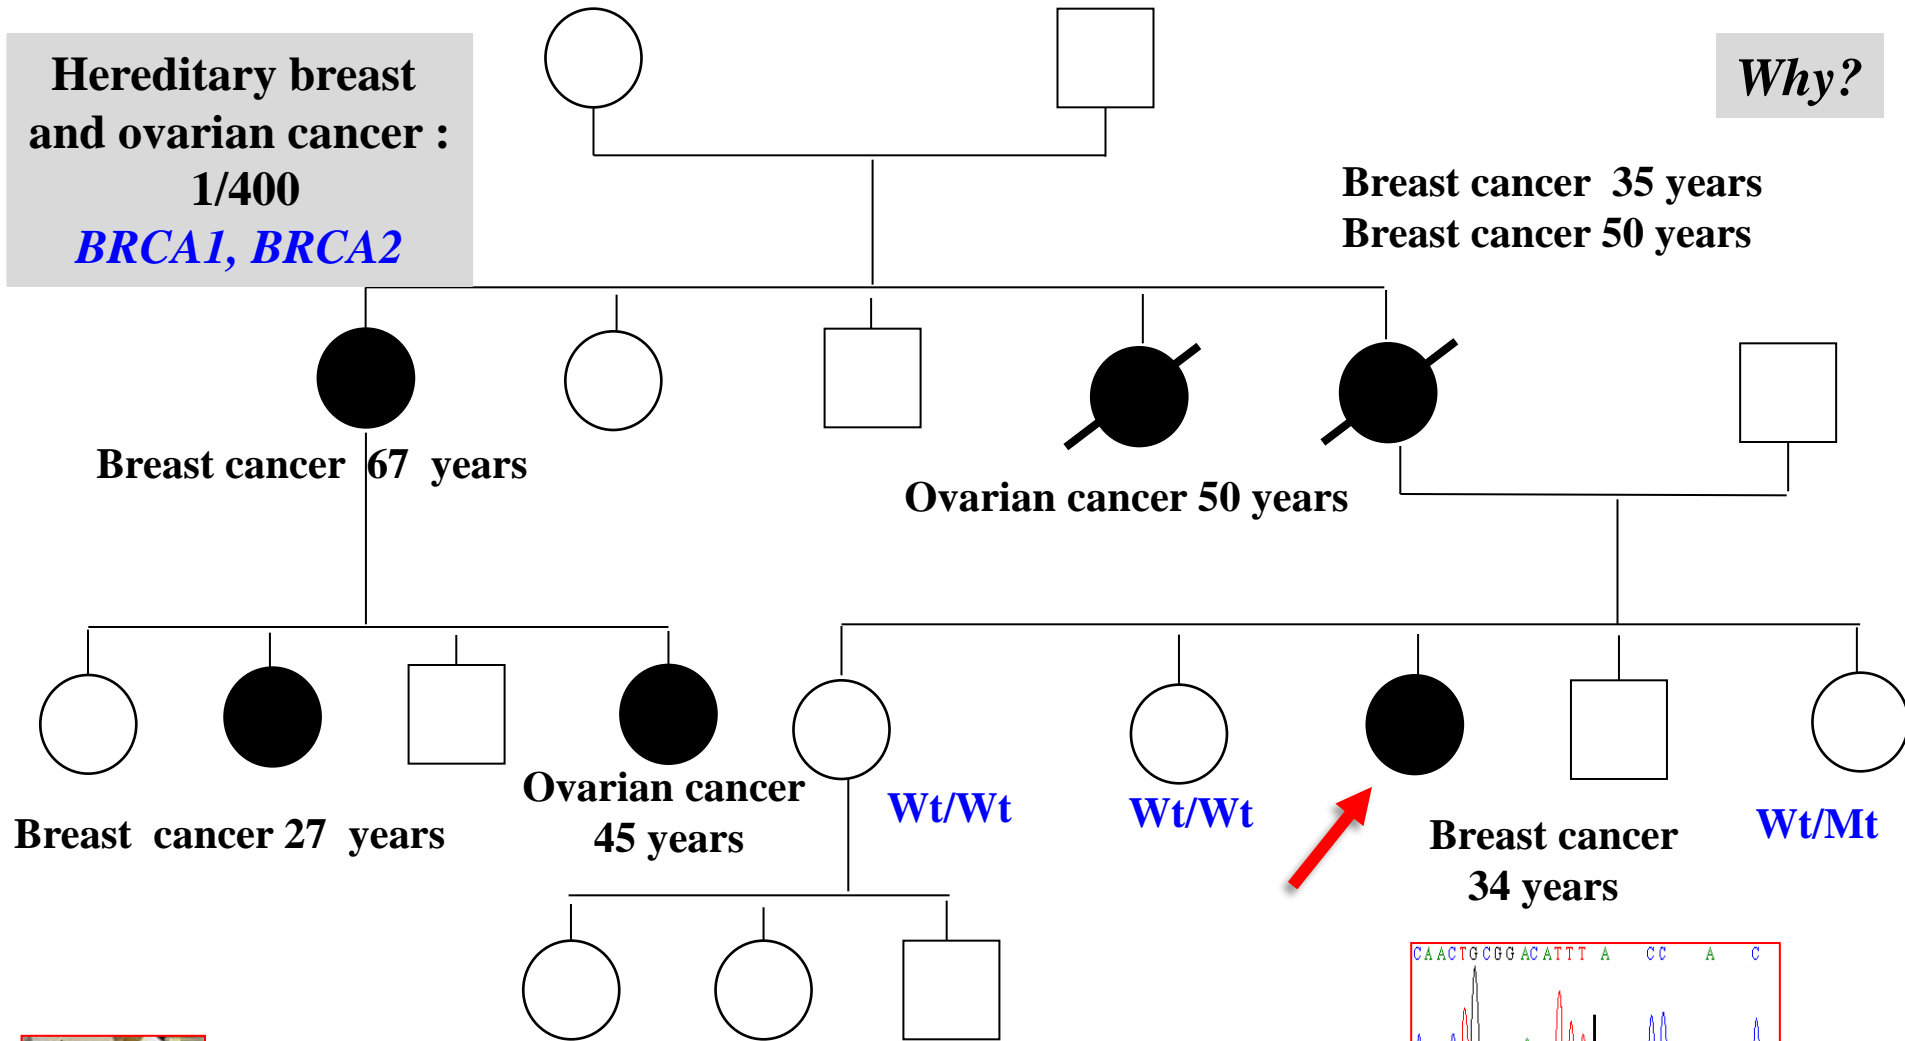 Hereditary breast
and ovarian cancer :
1/400
BRCA1, BRCA2
Why?
Breast cancer 35 years
Breast cancer 50 years
Breast cancer 67 years
Ovarian cancer 50 years
Breast cancer 27 years
Ovarian cancer
45 years
Wt/Wt
Wt/Wt
Breast cancer
34 years
Wt/Mt
CAACTGCGGACATTT A CC A C